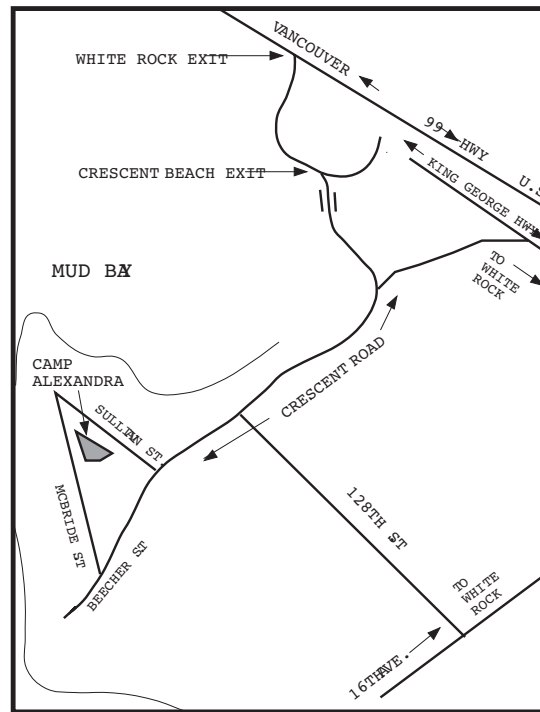 VANCOUVER
WHITE ROCK EXIT
99 HWY
KING GEORGE HWY
U.S
CRESCENT BEACH EXIT
TO
WHITE
ROCK
MUD BAY
CAMP
ALEXANDRA
CRESCENT ROAD
SULLIVAN ST.
MCBRIDE ST
128TH ST
BEECHER ST
TO
WHITE
ROCK
16TH AVE.